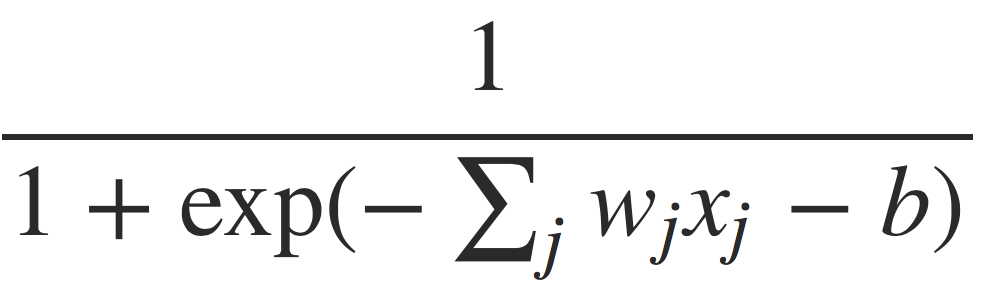 1
1 + exp(− ∑j wjxj − b)